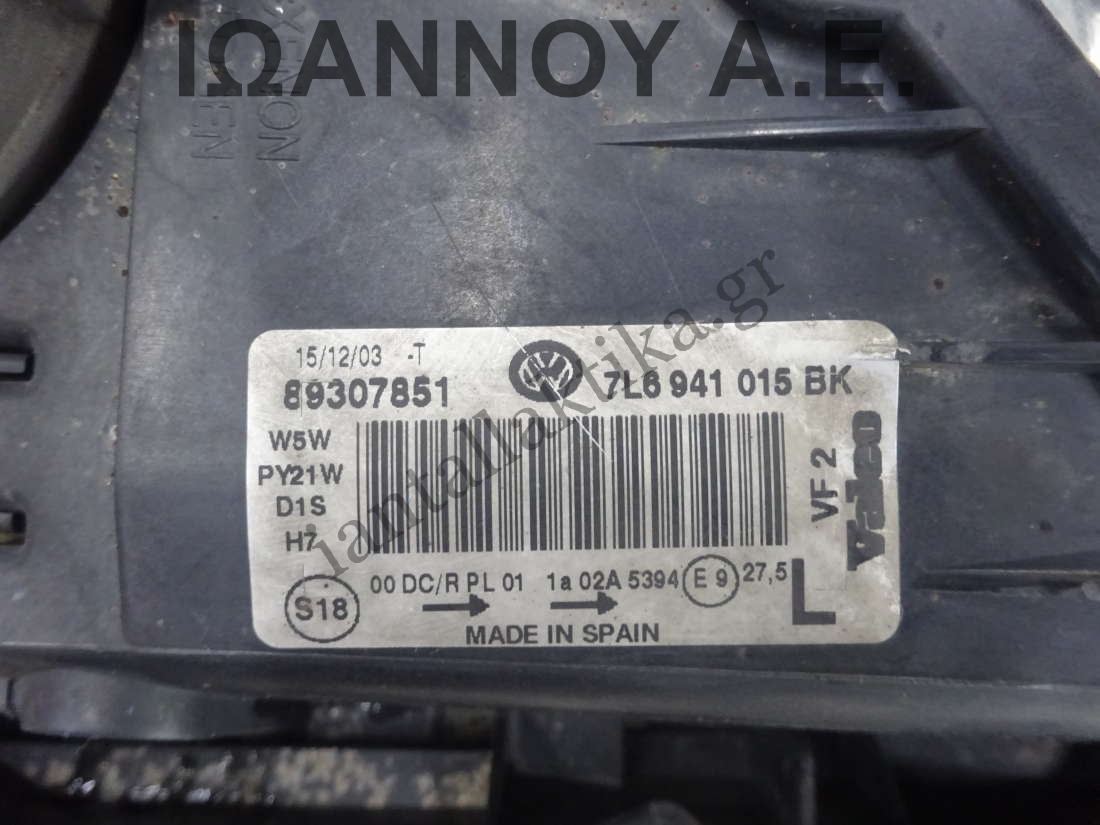 ΙΩΑΝΝΟΥ Α.Ε.
XENON
iantallaktika.gr
15/12/03 -T
89307851
7L6 941 015 BK
W5W
PY21W
D1S
H7
VF 2
Valeo
S18
00 DC/R PL 01 1a 02A 5394 E 9 27,5
L
MADE IN SPAIN